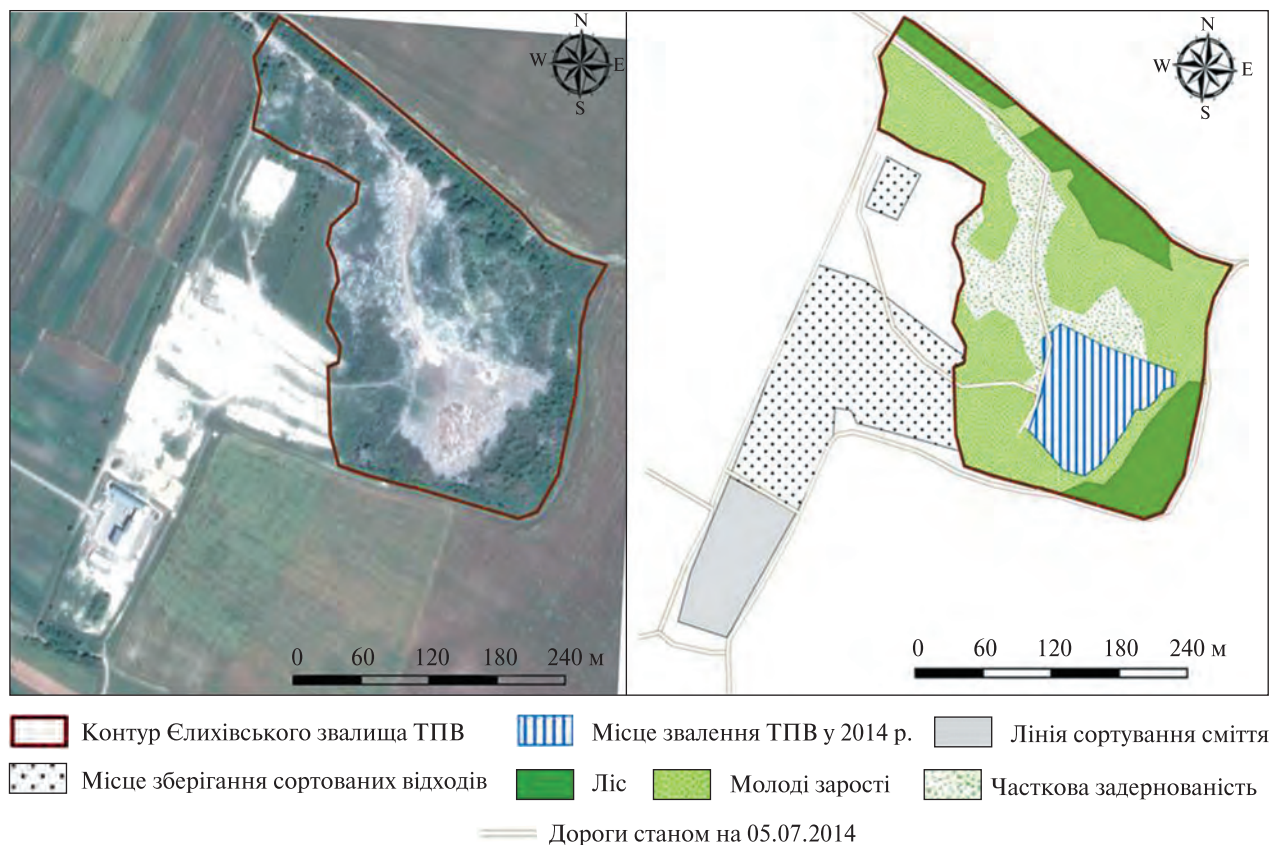 N
W E
S
N
W E
S
0 60 120 180 240 м
0 60 120 180 240 м
Контур Єлихівського звалища ТПВ
Місце звалення ТПВ у 2014 р.
Лінія сортування сміття
Місце зберігання сортованих відходів
Ліс
Молоді зарості
Часткова задернованість
Дороги станом на 05.07.2014